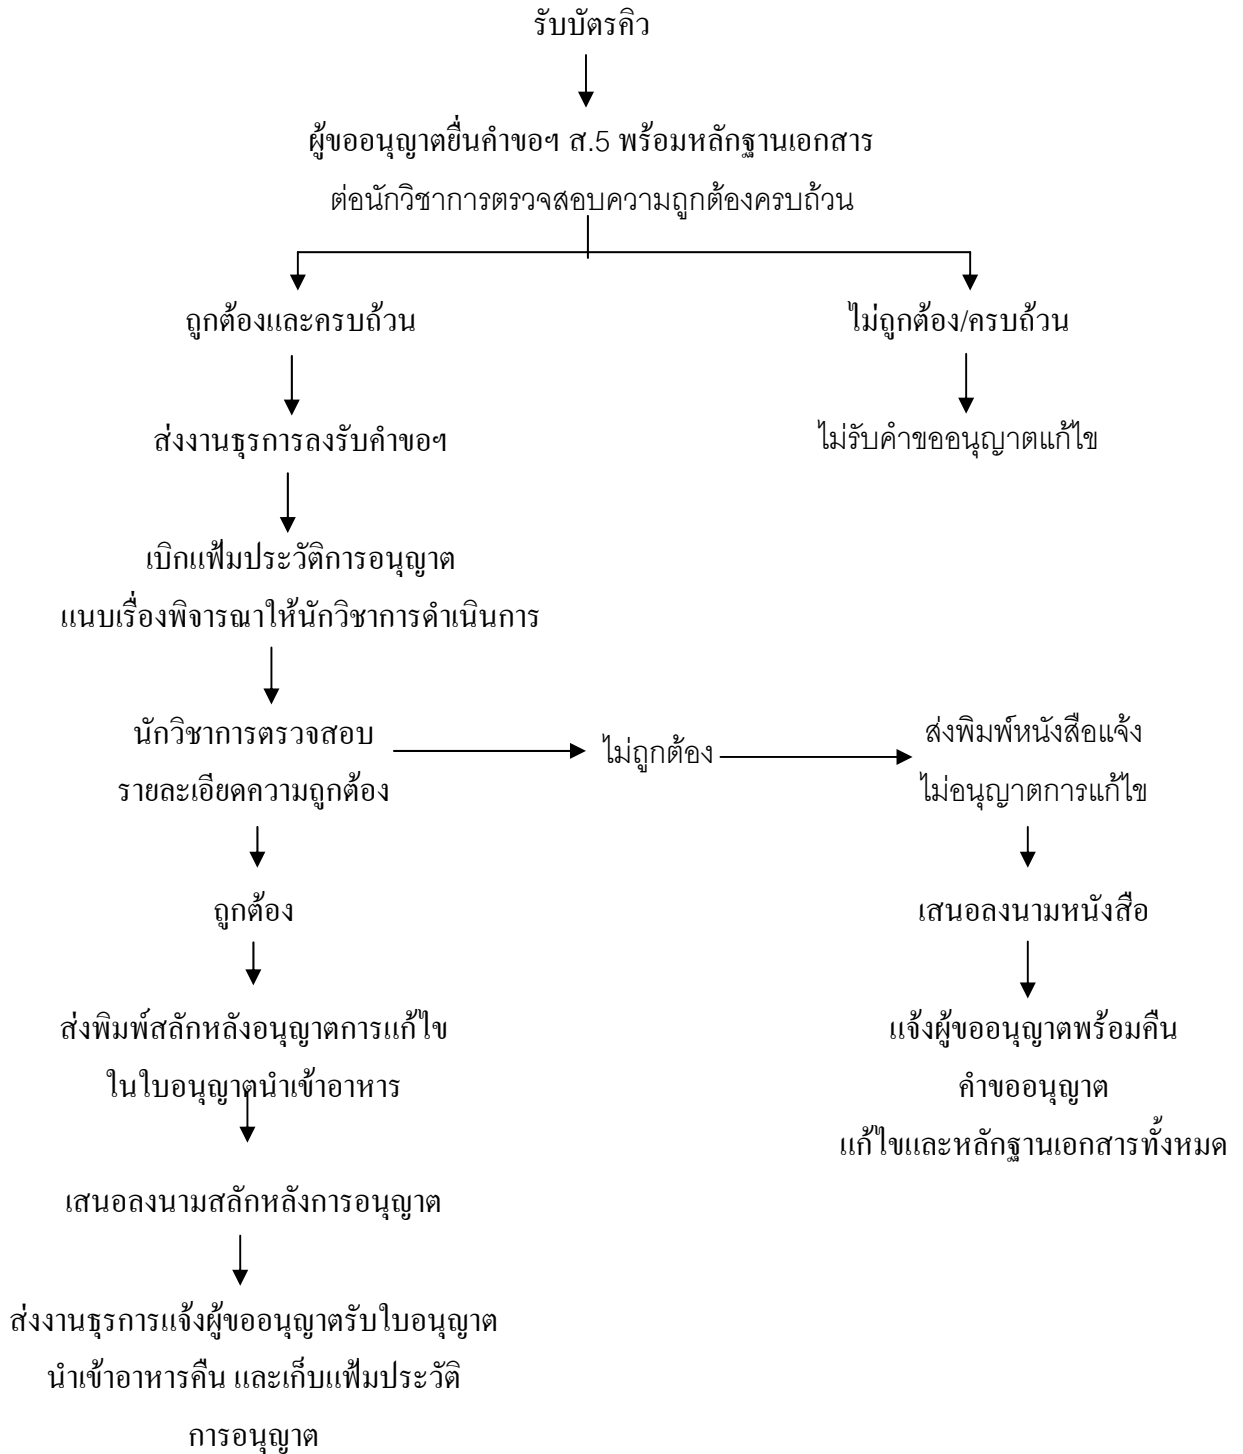 รับบัตรคิว
ผู้ขออนุญาตยื่นคำขอฯ ส.5 พร้อมหลักฐานเอกสาร
ต่อนักวิชาการตรวจสอบความถูกต้องครบถ้วน
ถูกต้องและครบถ้วน
ไม่ถูกต้อง/ครบถ้วน
ส่งงานธุรการลงรับคำขอฯ
ไม่รับคำขออนุญาตแก้ไข
เบิกแฟ้มประวัติการอนุญาต
แนบเรื่องพิจารณาให้นักวิชาการดำเนินการ
นักวิชาการตรวจสอบ
รายละเอียดความถูกต้อง
ไม่ถูกต้อง
ส่งพิมพ์หนังสือแจ้ง
ไม่อนุญาตการแก้ไข
ถูกต้อง
เสนอลงนามหนังสือ
ส่งพิมพ์สลักหลังอนุญาตการแก้ไข
ในใบอนุญาตนำเข้าอาหาร
แจ้งผู้ขออนุญาตพร้อมคืน
คำขออนุญาต
แก้ไขและหลักฐานเอกสารทั้งหมด
เสนอลงนามสลักหลังการอนุญาต
ส่งงานธุรการแจ้งผู้ขออนุญาตรับใบอนุญาต
นำเข้าอาหารคืน และเก็บแฟ้มประวัติ
การอนุญาต